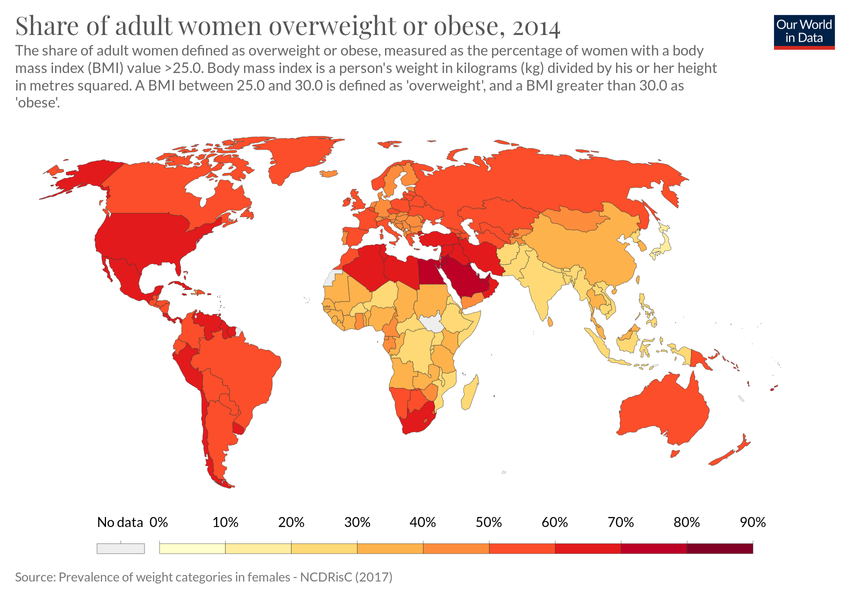 Share of adult women overweight or obese, 2014
Our World
in Data
The share of adult women defined as overweight or obese, measured as the percentage of women with a body
mass index (BMI) value >25.0. Body mass index is a person's weight in kilograms (kg) divided by his or her height
in metres squared. A BMI between 25.0 and 30.0 is defined as 'overweight', and a BMI greater than 30.0 as
'obese'.
No data 0% 10% 20% 30% 40% 50% 60% 70% 80% 90%
Source: Prevalence of weight categories in females - NCDRisC (2017)